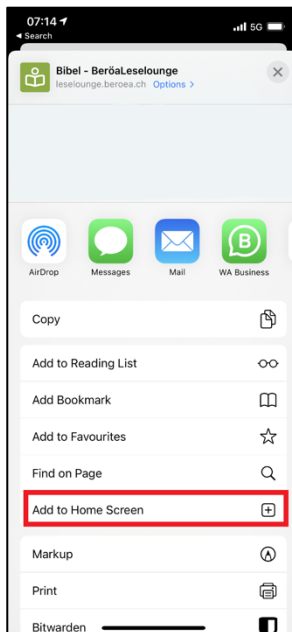 07:14
5G
Search
Bibel - BeröaLeselounge
leselounge.beroea.ch Options >
AirDrop Messages Mail WA Business
Copy
Add to Reading List
Add Bookmark
Add to Favourites
Find on Page
Add to Home Screen
Markup
Print
Bitwarden